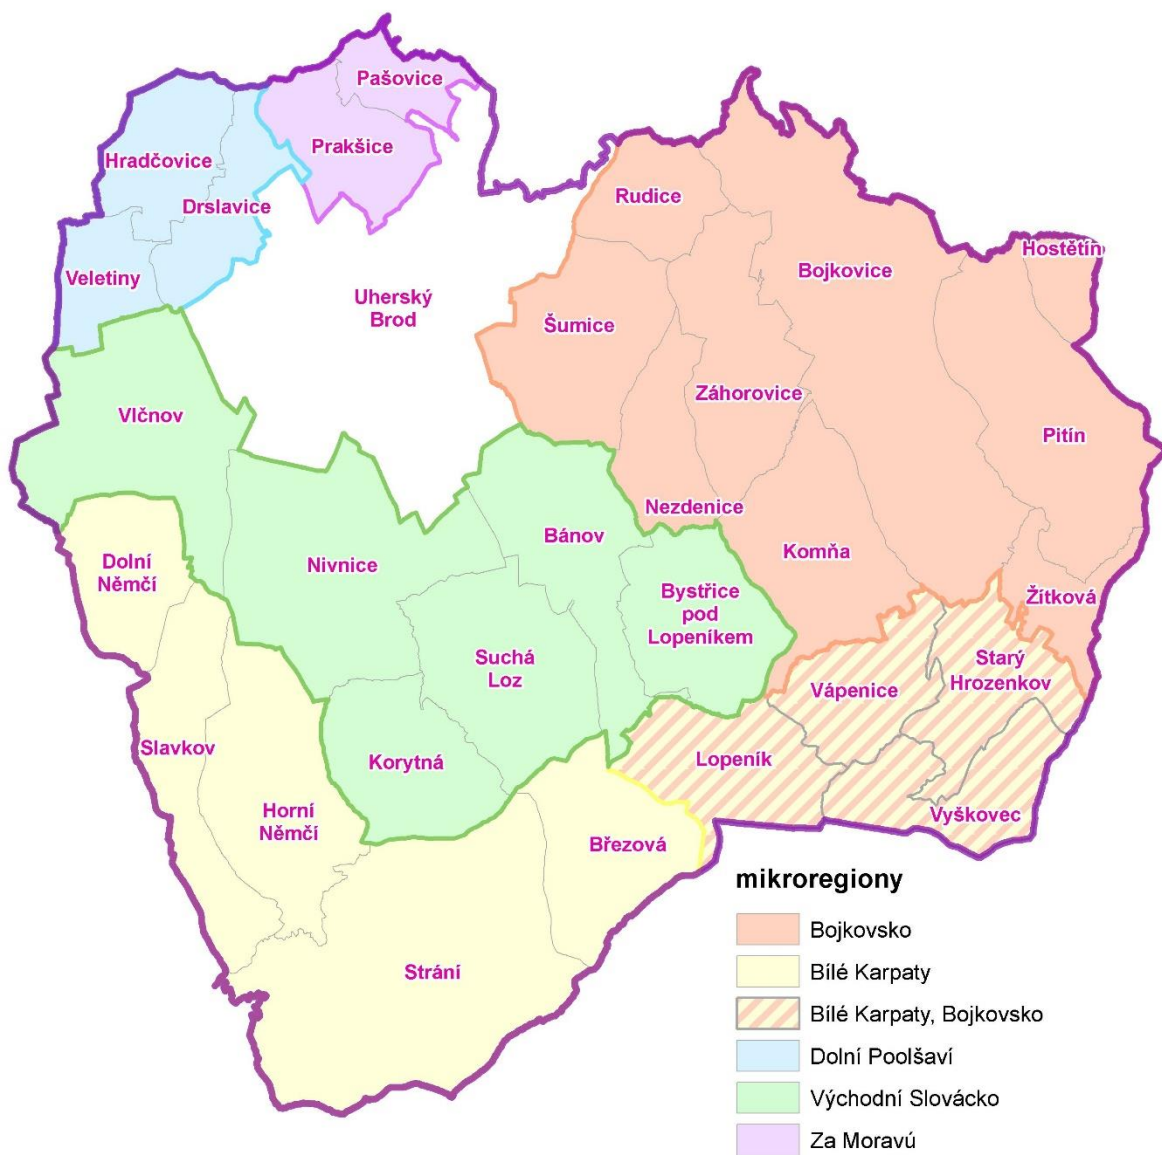 Pašovice
Prakšice
Hradčovice
Drslavice
Veletiny
Rudice
Hostětín
Bojkovice
Uherský
Brod
Šumice
Záhorovice
Vlčnov
Pitín
Nezdenice
Bánov
Komňa
Dolní
Němčí
Nivnice
Bystřice
pod
Lopeníkem
Žítková
Suchá
Loz
Starý
Hrozenkov
Vápenice
Slavkov
Korytná
Lopeník
Horní
Němčí
Vyškovec
Březová
Strání
mikroregiony
Bojkovsko
Bílé Karpaty
Bílé Karpaty, Bojkovsko
Dolní Poolšaví
Východní Slovácko
Za Moravú